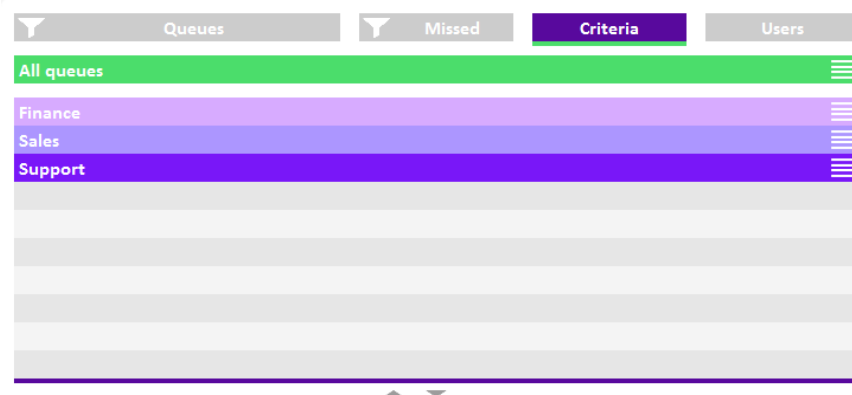 Queues Missed Criteria Users
All queues
Finance
Sales
Support